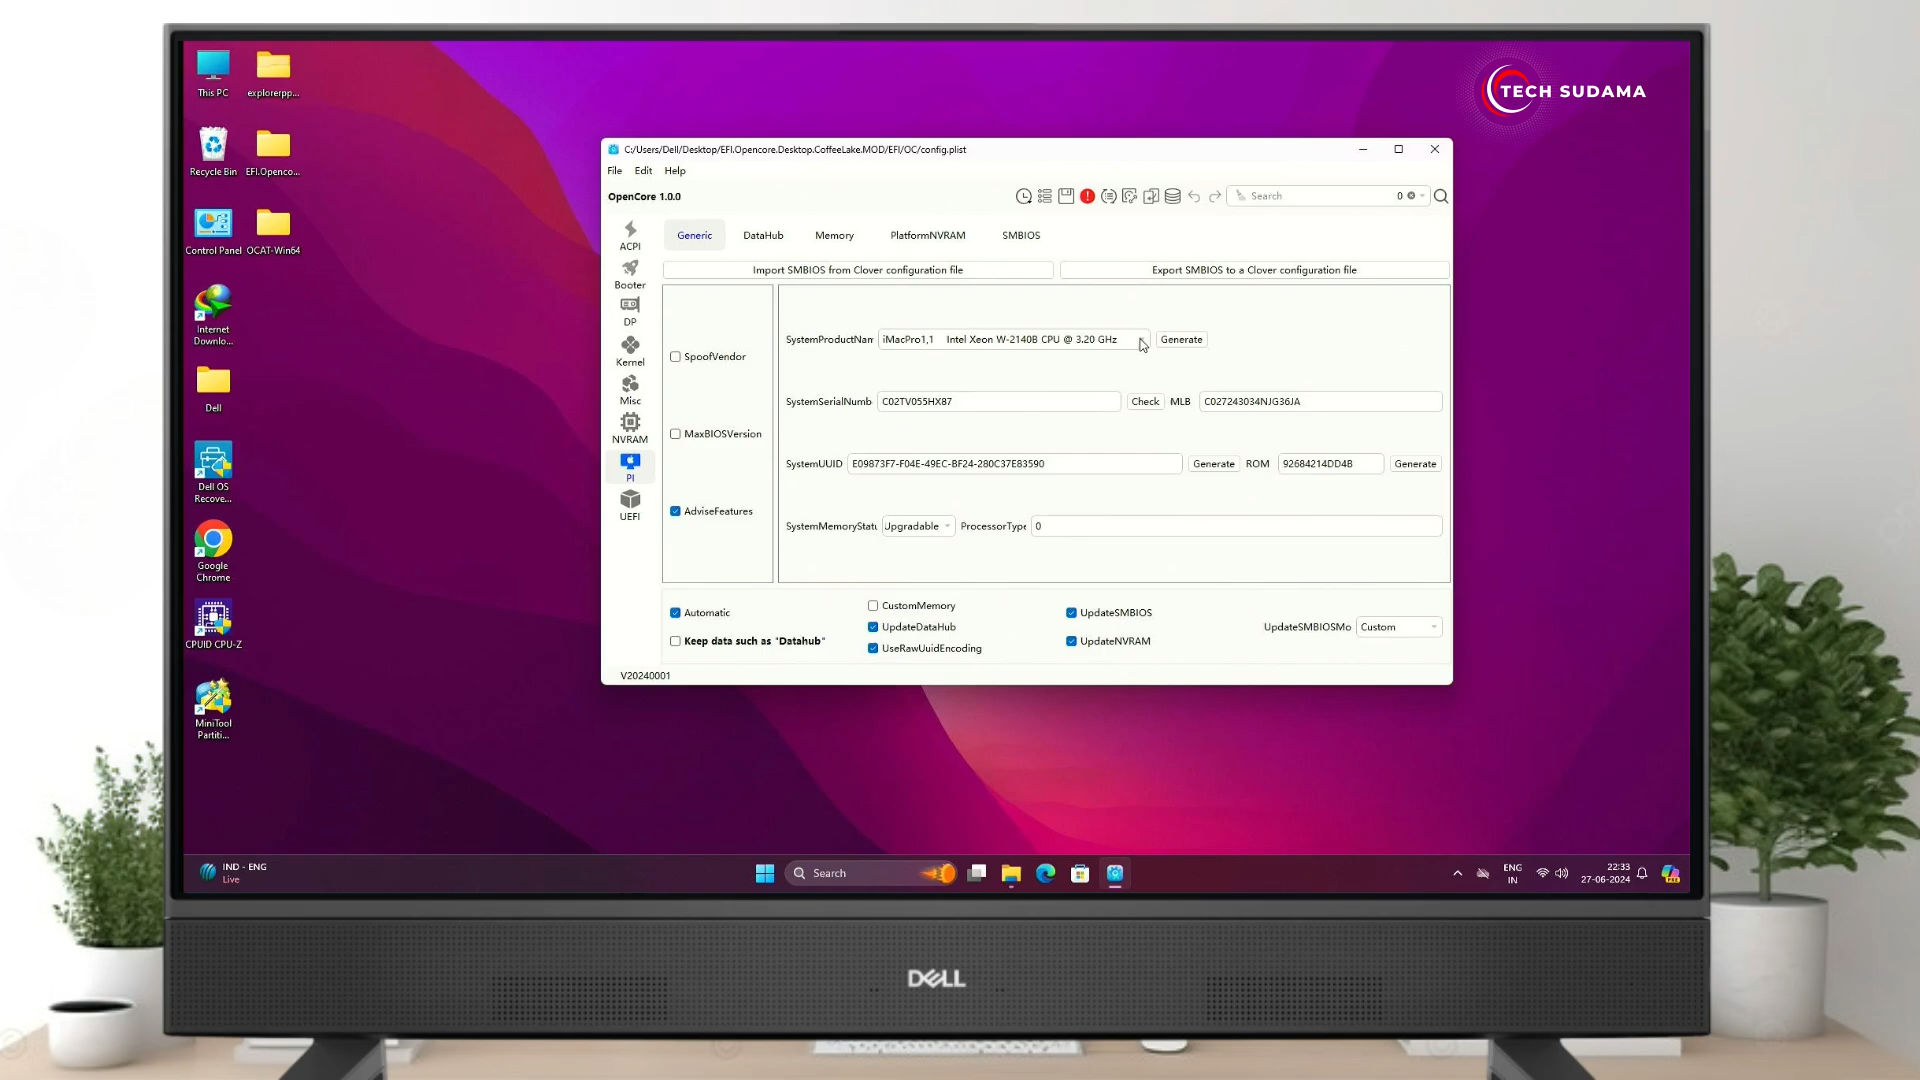 TECH SUDAMA
This PC
explorerpp...
Recycle Bin
EFI.Openco...
Control Panel
OCAT-Win64
Internet
Downlo...
Dell
Dell OS
Recove...
Google
Chrome
CPUID CPU-Z
MiniTool
Partiti...
C:/Users/Dell/Desktop/EFI.Opencore.Desktop.CoffeeLake.MOD/EFI/OC/config.plist
File Edit Help
OpenCore 1.0.0
Search 0
ACPI
Booter
DP
Kernel
Misc
NVRAM
PI
UEFI
Generic DataHub Memory PlatformNVRAM SMBIOS
Import SMBIOS from Clover configuration file
Export SMBIOS to a Clover configuration file
SpoofVendor
MaxBIOSVersion
AdviseFeatures
SystemProductNam iMacPro1,1 Intel Xeon W-2140B CPU @ 3.20 GHz Generate
SystemSerialNumb C02TV055HX87 Check MLB C027243034NJG36JA
SystemUUID E09873F7-F04E-49EC-BF24-280C37E83590 Generate ROM 92684214DD4B Generate
SystemMemoryStatu Upgradable ProcessorType 0
Automatic
Keep data such as "Datahub"
CustomMemory
UpdateDataHub
UseRawUuidEncoding
UpdateSMBIOS
UpdateNVRAM
UpdateSMBIOSMo Custom
V20240001
IND - ENG
Live
Search
ENG
IN
22:33
27-06-2024
DELL